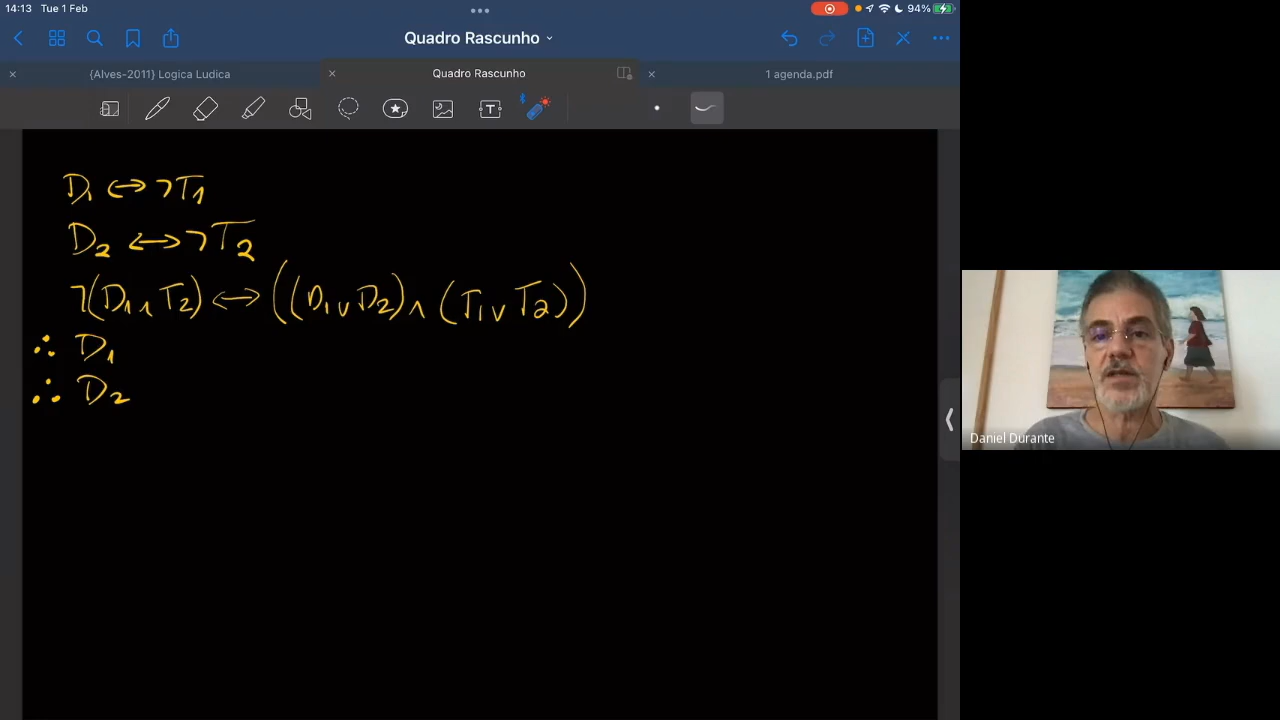 14:13 Tue 1 Feb
94%
Quadro Rascunho
{Alves-2011} Logica Ludica
Quadro Rascunho
1 agenda.pdf
T
D₁ ↔ ¬T₁
D₂ ↔ ¬T₂
¬(D₁ ∧ T₂) ↔ ((D₁ ∨ D₂) ∧ (T₁ ∨ T₂))
∴ D₁
∴ D₂
Daniel Durante